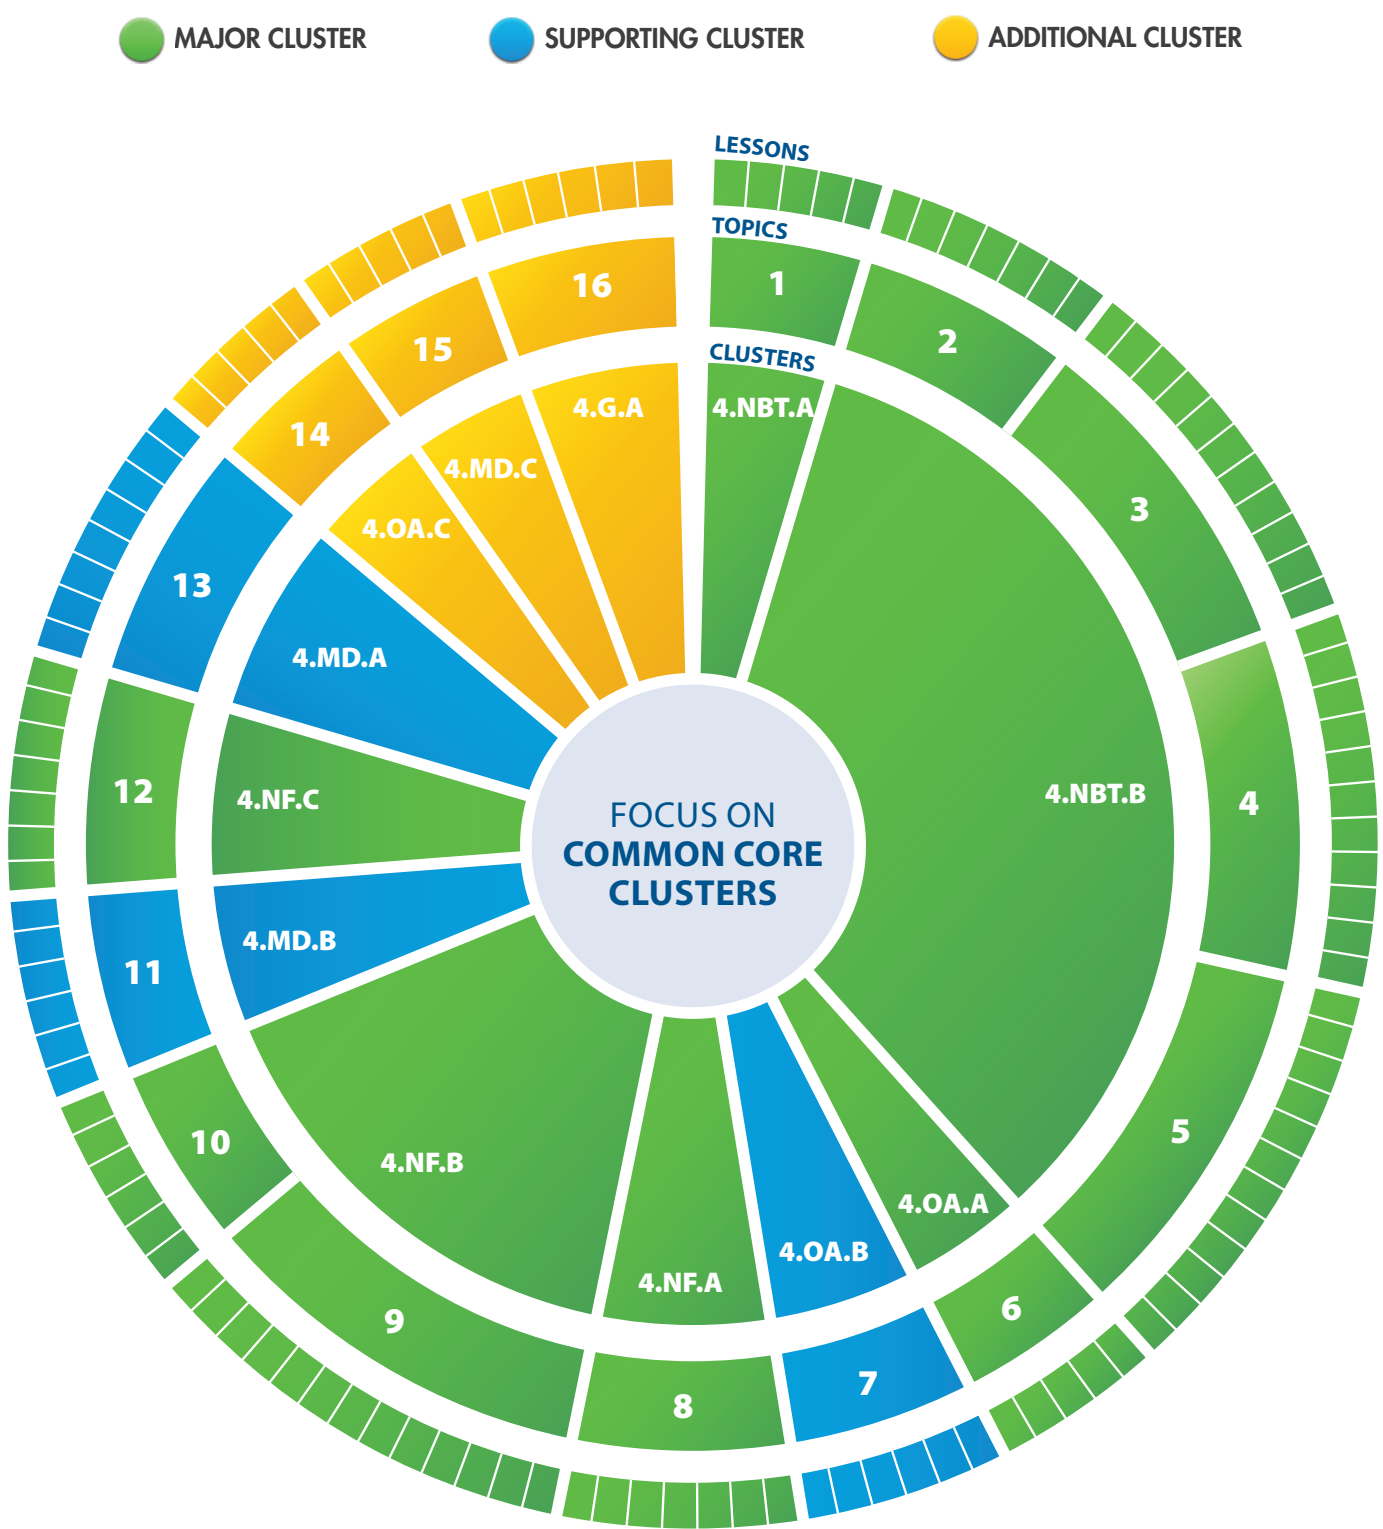 MAJOR CLUSTER
SUPPORTING CLUSTER
ADDITIONAL CLUSTER
LESSONS
TOPICS
1
2
3
4
5
6
7
8
9
10
11
12
13
14
15
16
CLUSTERS
4.NBT.A
4.NBT.B
4.OA.A
4.OA.B
4.NF.A
4.NF.B
4.MD.B
4.NF.C
4.MD.A
4.OA.C
4.MD.C
4.G.A
FOCUS ON
COMMON CORE
CLUSTERS